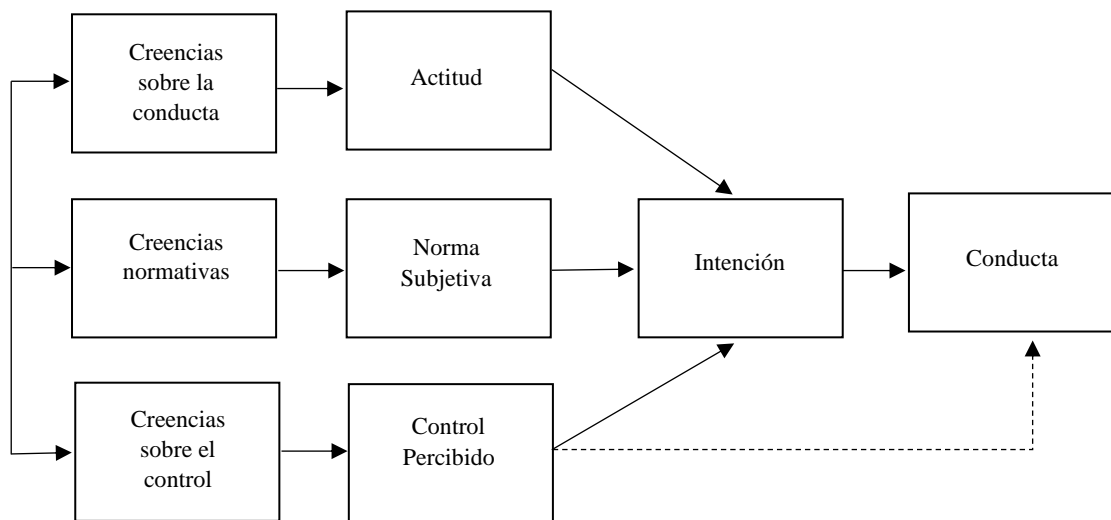 Creencias
sobre la
conducta
Actitud
Creencias
normativas
Norma
Subjetiva
Intención
Conducta
Creencias
sobre el
control
Control
Percibido